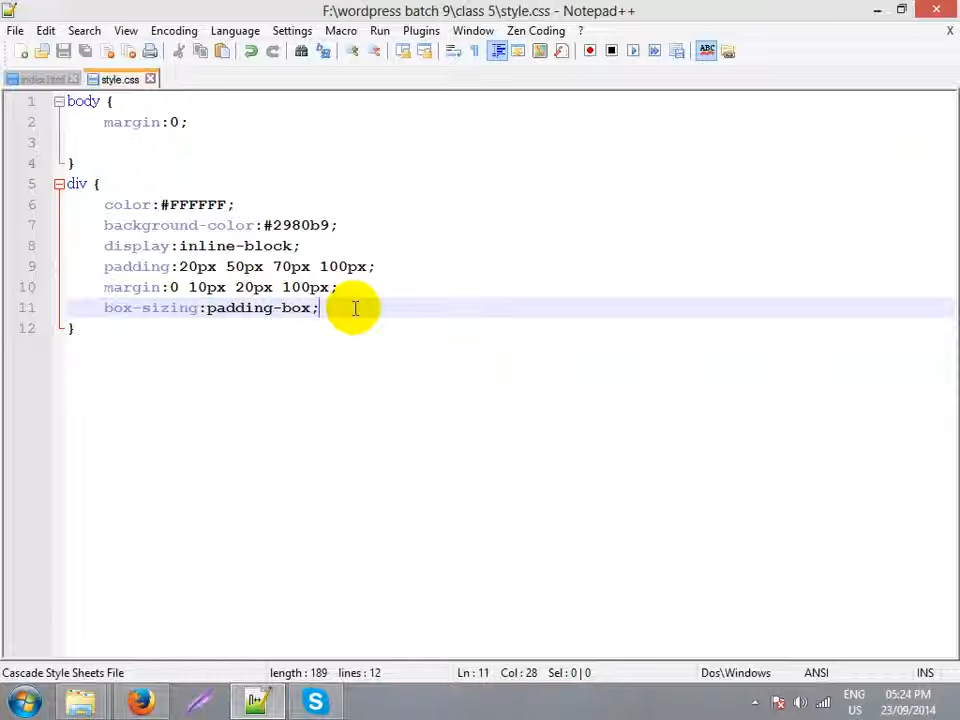 F:\wordpress batch 9\class 5\style.css - Notepad++
File Edit Search View Encoding Language Settings Macro Run Plugins Window Zen Coding ? X
index.html style.css
1 body {
2 margin:0;
3
4 }
5 div {
6 color:#FFFFFF;
7 background-color:#2980b9;
8 display:inline-block;
9 padding:20px 50px 70px 100px;
10 margin:0 10px 20px 100px;
11 box-sizing:padding-box;
12 }
Cascade Style Sheets File length : 189 lines : 12 Ln : 11 Col : 28 Sel : 0 | 0 Dos\Windows ANSI INS
ENG 05:24 PM
US 23/09/2014